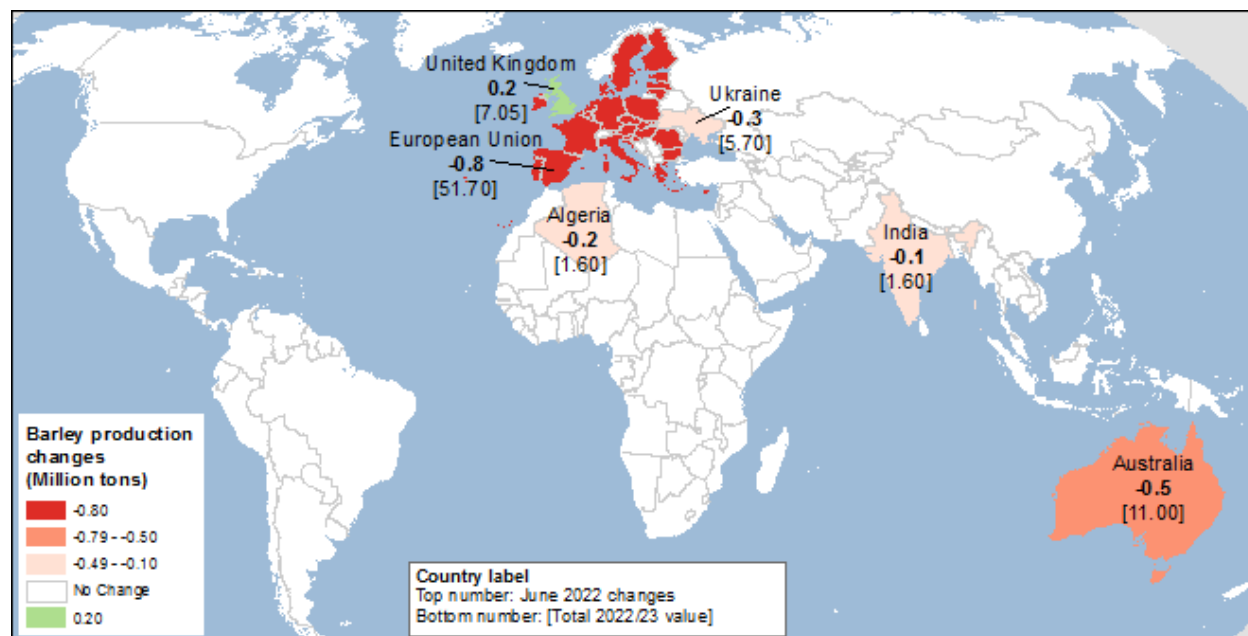 United Kingdom
0.2
[7.05]
Ukraine
-0.3
[5.70]
European Union
-0.8
[51.70]
Algeria
-0.2
[1.60]
India
-0.1
[1.60]
Australia
-0.5
[11.00]
Barley production
changes
(Million tons)
-0.80
-0.79 - -0.50
-0.49 - -0.10
No Change
0.20
Country label
Top number: June 2022 changes
Bottom number: [Total 2022/23 value]